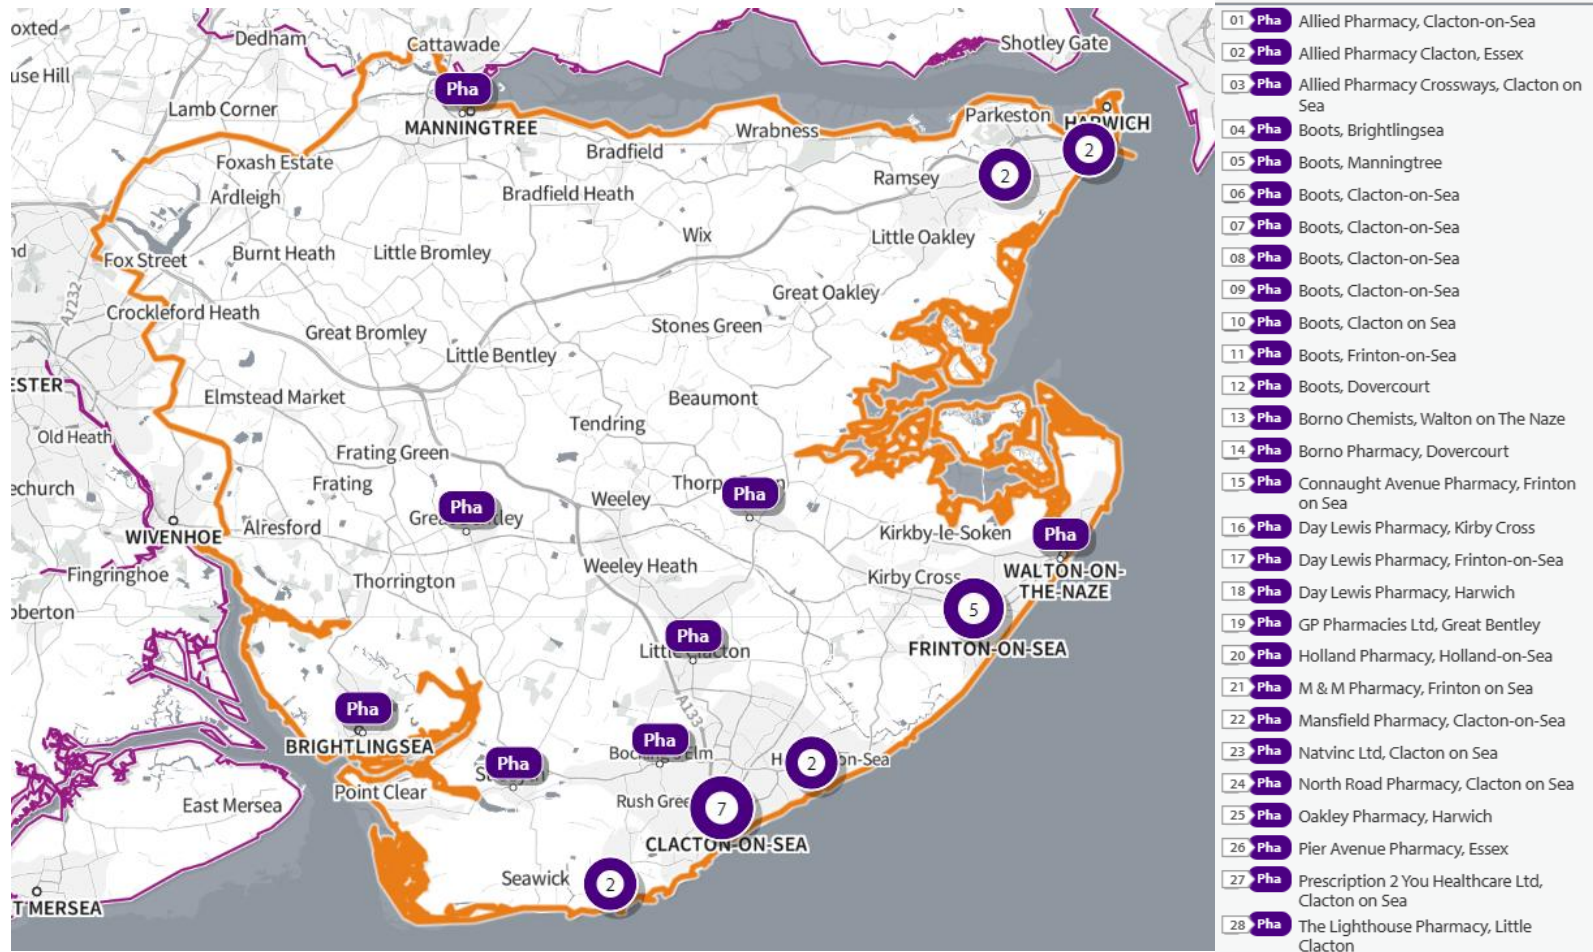 oxted
Dedham
Cattawade
Shotley Gate
use Hill
Pha
Lamb Corner
MANNINGTREE
Parkeston
HARWICH
Wrabness
2
Bradfield
Foxash Estate
2
Ramsey
Ardleigh
Bradfield Heath
Wix
Little Oakley
nd
Fox Street
Burnt Heath
Little Bromley
A1232
Great Oakley
Crockleford Heath
Great Bromley
Stones Green
Little Bentley
ESTER
Elmstead Market
Beaumont
Old Heath
Tendring
Frating Green
echurch
Frating
Pha
Weeley
Pha
Alresford
WIVENHOE
Kirkby-le-Soken
Pha
Fingringhoe
Thorrington
Weeley Heath
Kirby Cross
WALTON-ON-
THE-NAZE
oberton
5
Pha
FRINTON-ON-SEA
Pha
A133
BRIGHTLINGSEA
Pha
Pha
2
on-Sea
Point Clear
East Mersea
Rush Gree
7
CLACTON-ON-SEA
Seawick
2
T MERSEA
01 Pha Allied Pharmacy, Clacton-on-Sea
02 Pha Allied Pharmacy Clacton, Essex
03 Pha Allied Pharmacy Crossways, Clacton on
Sea
04 Pha Boots, Brightlingsea
05 Pha Boots, Manningtree
06 Pha Boots, Clacton-on-Sea
07 Pha Boots, Clacton-on-Sea
08 Pha Boots, Clacton-on-Sea
09 Pha Boots, Clacton-on-Sea
10 Pha Boots, Clacton on Sea
11 Pha Boots, Frinton-on-Sea
12 Pha Boots, Dovercourt
13 Pha Borno Chemists, Walton on The Naze
14 Pha Borno Pharmacy, Dovercourt
15 Pha Connaught Avenue Pharmacy, Frinton
on Sea
16 Pha Day Lewis Pharmacy, Kirby Cross
17 Pha Day Lewis Pharmacy, Frinton-on-Sea
18 Pha Day Lewis Pharmacy, Harwich
19 Pha GP Pharmacies Ltd, Great Bentley
20 Pha Holland Pharmacy, Holland-on-Sea
21 Pha M & M Pharmacy, Frinton on Sea
22 Pha Mansfield Pharmacy, Clacton-on-Sea
23 Pha Natvinc Ltd, Clacton on Sea
24 Pha North Road Pharmacy, Clacton on Sea
25 Pha Oakley Pharmacy, Harwich
26 Pha Pier Avenue Pharmacy, Essex
27 Pha Prescription 2 You Healthcare Ltd,
Clacton on Sea
28 Pha The Lighthouse Pharmacy, Little
Clacton